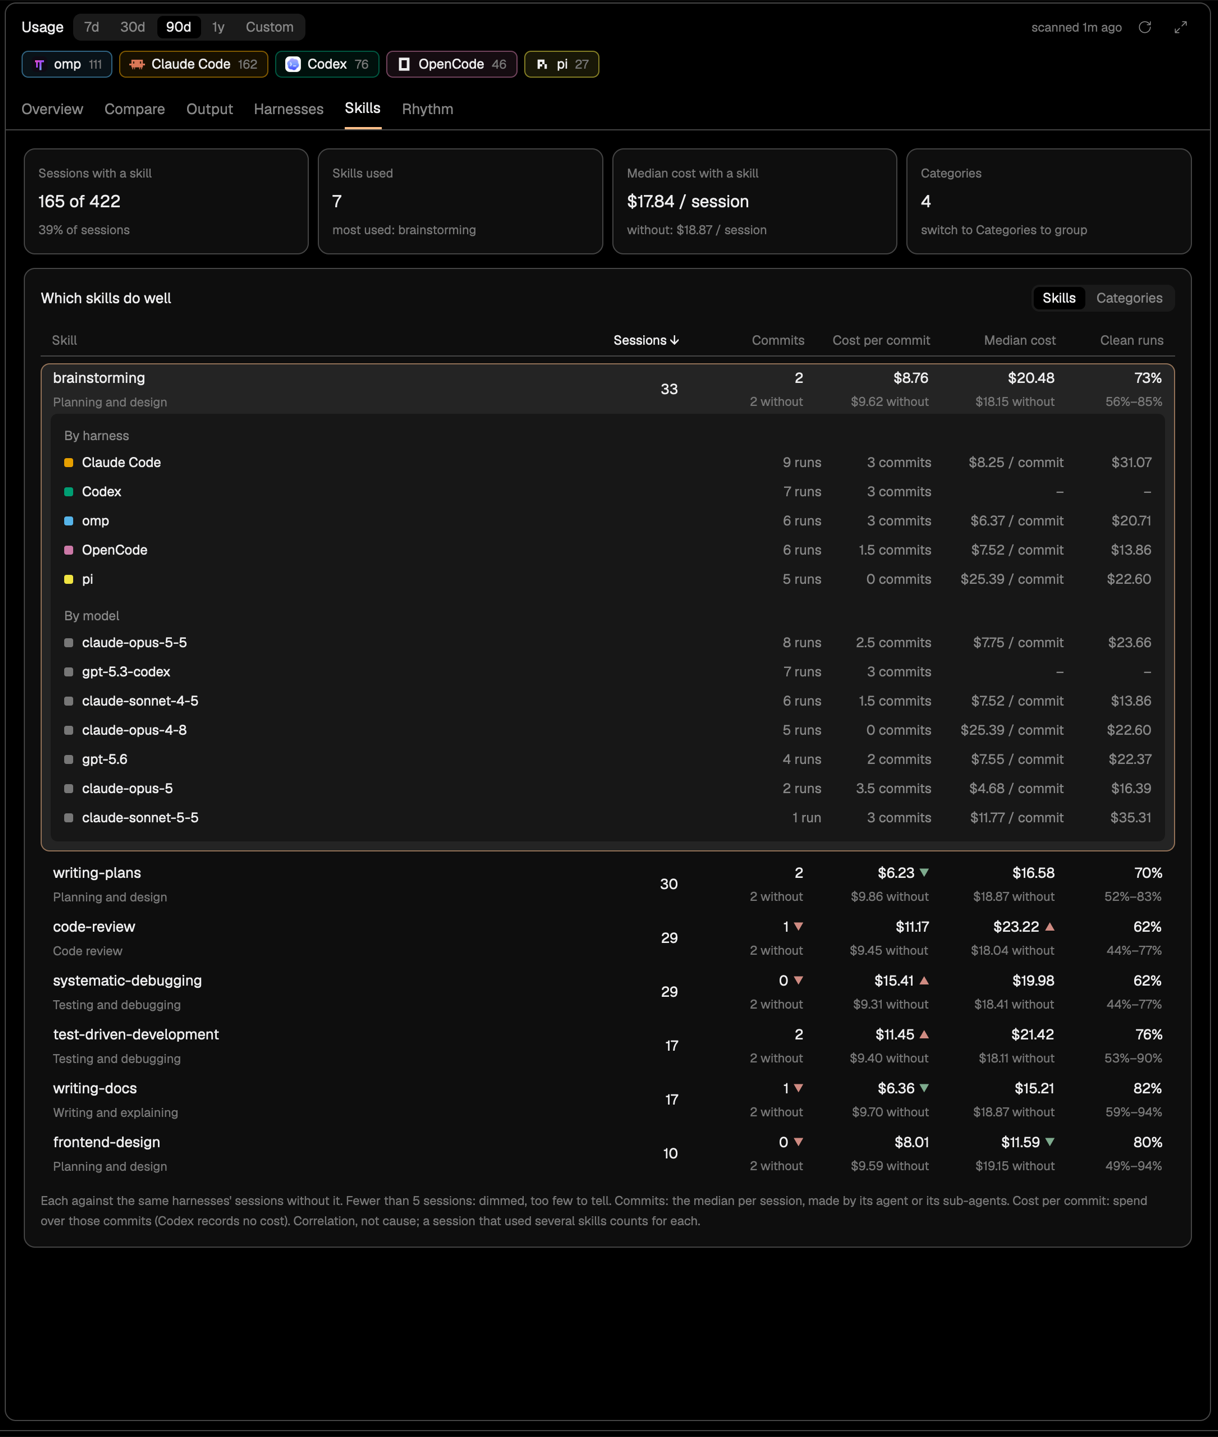 Usage 7d 30d 90d 1y Custom scanned 1m ago
omp 111 Claude Code 162 Codex 76 OpenCode 46 pi 27
Overview Compare Output Harnesses Skills Rhythm
Sessions with a skill
165 of 422
39% of sessions
Skills used
7
most used: brainstorming
Median cost with a skill
$17.84 / session
without: $18.87 / session
Categories
4
switch to Categories to group
Which skills do well Skills Categories
Skill Sessions ↓ Commits Cost per commit Median cost Clean runs
brainstorming 33 2 $8.76 $20.48 73%
Planning and design 2 without $9.62 without $18.15 without 56%–85%
By harness
Claude Code 9 runs 3 commits $8.25 / commit $31.07
Codex 7 runs 3 commits – –
omp 6 runs 3 commits $6.37 / commit $20.71
OpenCode 6 runs 1.5 commits $7.52 / commit $13.86
pi 5 runs 0 commits $25.39 / commit $22.60
By model
claude-opus-5-5 8 runs 2.5 commits $7.75 / commit $23.66
gpt-5.3-codex 7 runs 3 commits – –
claude-sonnet-4-5 6 runs 1.5 commits $7.52 / commit $13.86
claude-opus-4-8 5 runs 0 commits $25.39 / commit $22.60
gpt-5.6 4 runs 2 commits $7.55 / commit $22.37
claude-opus-5 2 runs 3.5 commits $4.68 / commit $16.39
claude-sonnet-5-5 1 run 3 commits $11.77 / commit $35.31
writing-plans 30 2 $6.23 ▼ $16.58 70%
Planning and design 2 without $9.86 without $18.87 without 52%–83%
code-review 29 1 ▼ $11.17 $23.22 ▲ 62%
Code review 2 without $9.45 without $18.04 without 44%–77%
systematic-debugging 29 0 ▼ $15.41 ▲ $19.98 62%
Testing and debugging 2 without $9.31 without $18.41 without 44%–77%
test-driven-development 17 2 $11.45 ▲ $21.42 76%
Testing and debugging 2 without $9.40 without $18.11 without 53%–90%
writing-docs 17 1 ▼ $6.36 ▼ $15.21 82%
Writing and explaining 2 without $9.70 without $18.87 without 59%–94%
frontend-design 10 0 ▼ $8.01 $11.59 ▼ 80%
Planning and design 2 without $9.59 without $19.15 without 49%–94%
Each against the same harnesses' sessions without it. Fewer than 5 sessions: dimmed, too few to tell. Commits: the median per session, made by its agent or its sub-agents. Cost per commit: spend
over those commits (Codex records no cost). Correlation, not cause; a session that used several skills counts for each.